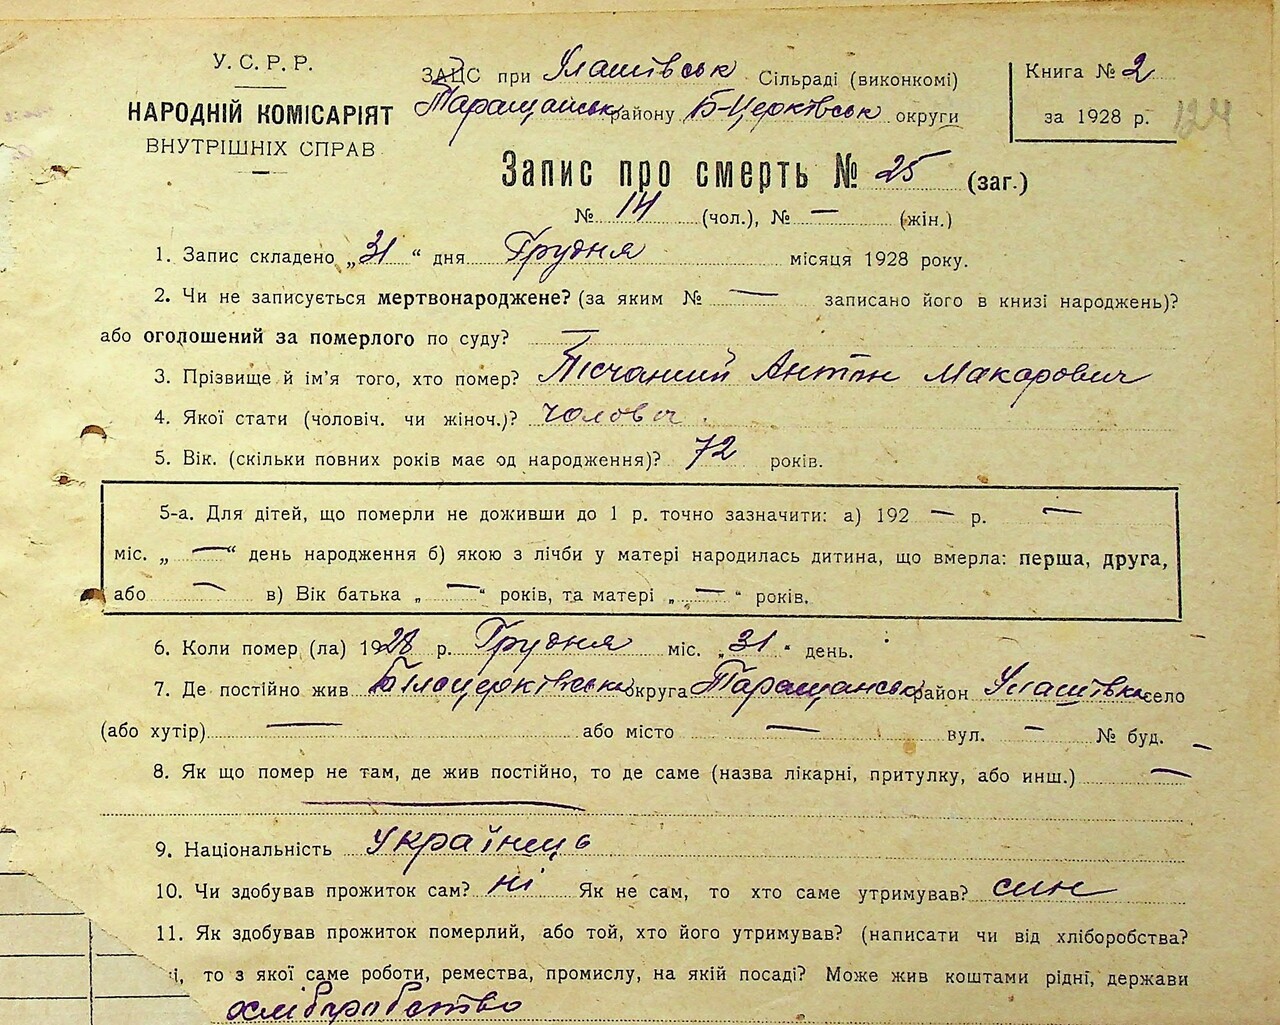 У. С. Р. Р.
НАРОДНІЙ КОМІСАРІЯТ
ВНУТРІШНІХ СПРАВ
ЗАЦС при Улашівськ Сільраді (виконкомі)
Таращанськ району Б-Церківськ округи
Книга № 2
за 1928 р. 124
Запис про смерть № 25 (заг.)
№ 14 (чол.), № — (жін.)
1. Запис складено „31“ дня Грудня місяця 1928 року.
2. Чи не записується мертвонароджене? (за яким № — записано його в книзі народжень)?
або оголошений за померлого по суду? —
3. Прізвище й ім'я того, хто помер? Пісчаний Антін Макарович
4. Якої стати (чоловіч. чи жіноч.)? чоловіч.
5. Вік. (скільки повних років має од народження)? 72 років.
5-а. Для дітей, що померли не доживши до 1 р. точно зазначити: а) 192 — р. —
міс. „—“ день народження б) якою з лічби у матері народилась дитина, що вмерла: перша, друга,
або — в) Вік батька „—“ років, та матері „—“ років.
6. Коли помер (ла) 1928 р. Грудня міс. „31“ день.
7. Де постійно жив Білоцерківська округа Таращанськ район Улашівка село
(або хутір) — або місто — вул. — № буд. —
8. Як що помер не там, де жив постійно, то де саме (назва лікарні, притулку, або инш.) —
—
9. Національність Українець
10. Чи здобував прожиток сам? ні Як не сам, то хто саме утримував? син
11. Як здобував прожиток померлий, або той, хто його утримував? (написати чи від хліборобства?
і, то з якої саме роботи, ремества, промислу, на якій посаді? Може жив коштами рідні, держави
хліборобство